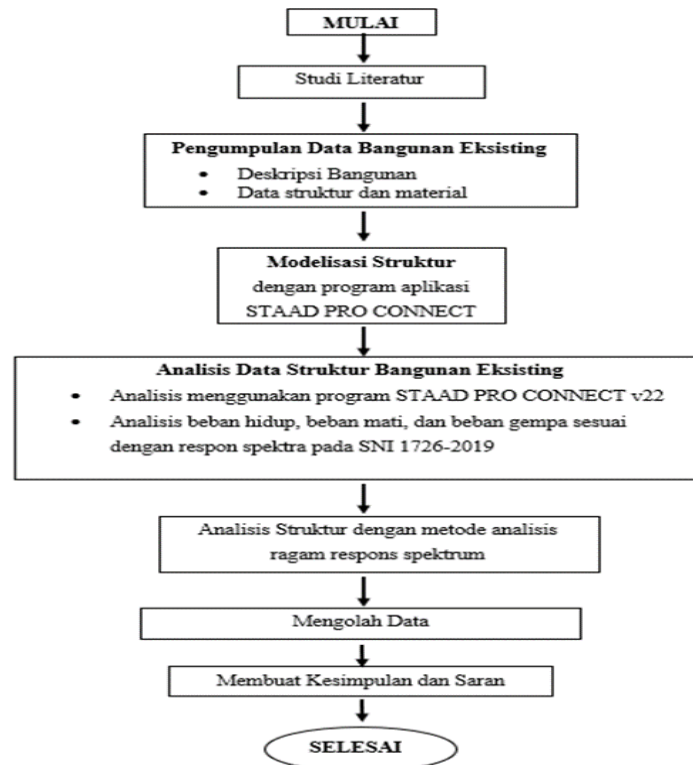 MULAI
Studi Literatur
Pengumpulan Data Bangunan Eksisting
• Deskripsi Bangunan
• Data struktur dan material
Modelisasi Struktur
dengan program aplikasi
STAAD PRO CONNECT
Analisis Data Struktur Bangunan Eksisting
• Analisis menggunakan program STAAD PRO CONNECT v22
• Analisis beban hidup, beban mati, dan beban gempa sesuai
dengan respon spektra pada SNI 1726-2019
Analisis Struktur dengan metode analisis
ragam respons spektrum
Mengolah Data
Membuat Kesimpulan dan Saran
SELESAI